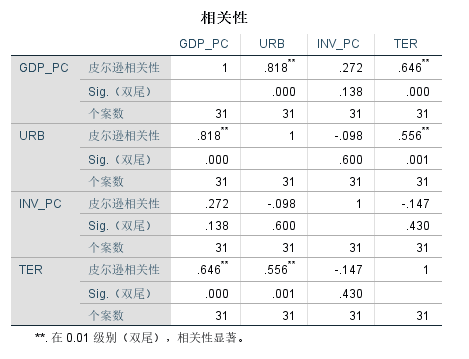 相关性
GDP_PC URB INV_PC TER
GDP_PC 皮尔逊相关性 1 .818** .272 .646**
Sig.（双尾） .000 .138 .000
个案数 31 31 31 31
URB 皮尔逊相关性 .818** 1 -.098 .556**
Sig.（双尾） .000 .600 .001
个案数 31 31 31 31
INV_PC 皮尔逊相关性 .272 -.098 1 -.147
Sig.（双尾） .138 .600 .430
个案数 31 31 31 31
TER 皮尔逊相关性 .646** .556** -.147 1
Sig.（双尾） .000 .001 .430
个案数 31 31 31 31
**. 在 0.01 级别（双尾），相关性显著。